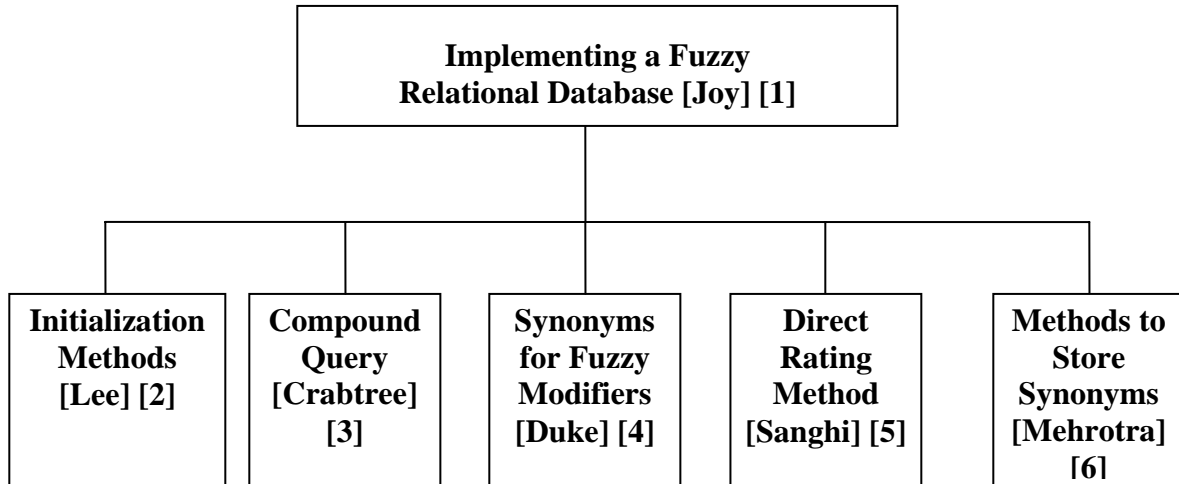 Implementing a Fuzzy
Relational Database [Joy] [1]
Initialization
Methods
[Lee] [2]
Compound
Query
[Crabtree]
[3]
Synonyms
for Fuzzy
Modifiers
[Duke] [4]
Direct
Rating
Method
[Sanghi] [5]
Methods to
Store
Synonyms
[Mehrotra]
[6]